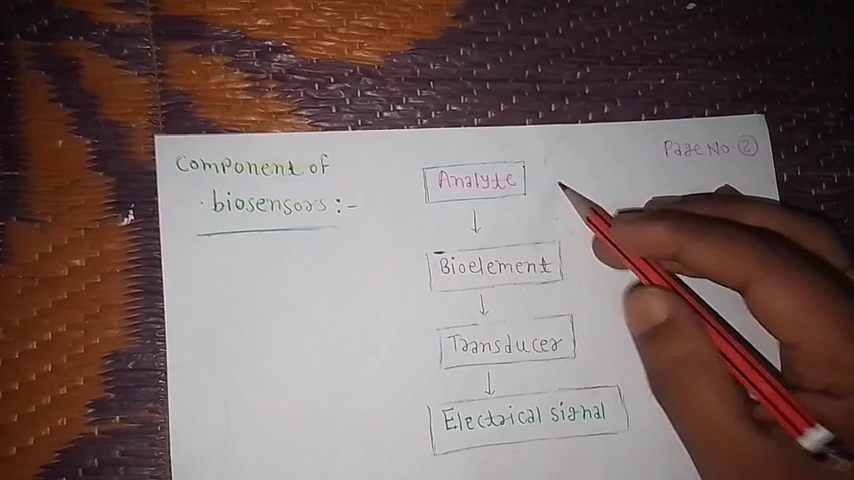 Component of
biosensors :-
Page No. 2
Analyte
Bioelement
Transducer
Electrical signal